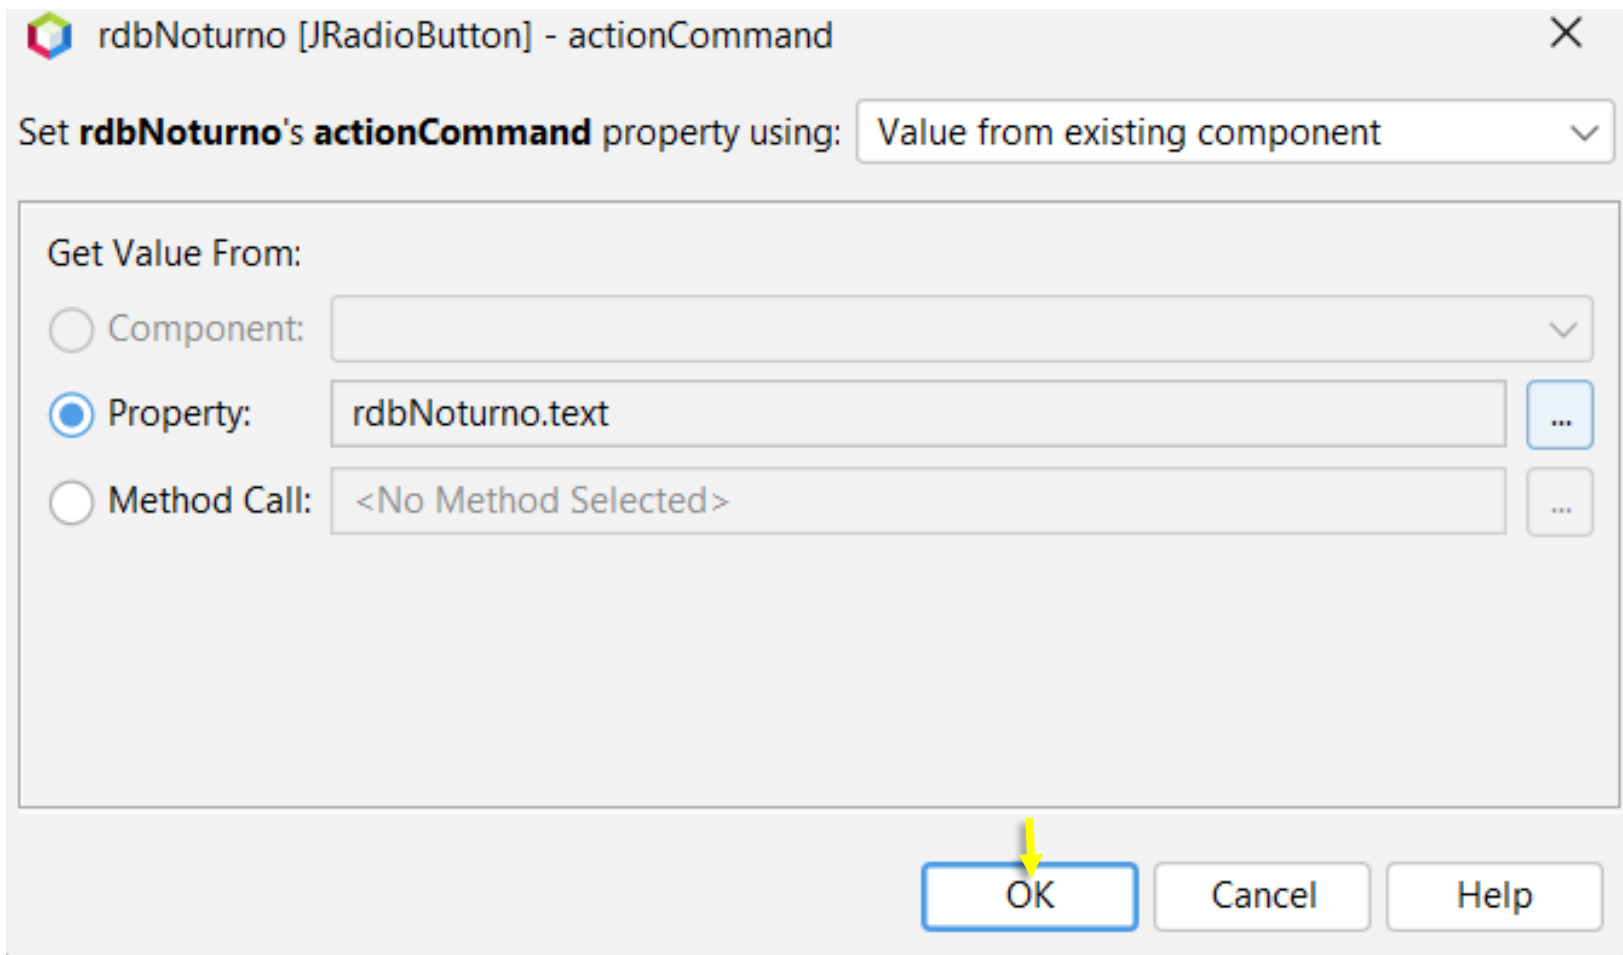 rdbNoturno [JRadioButton] - actionCommand
Set rdbNoturno's actionCommand property using: Value from existing component
Get Value From:
Component:
Property: rdbNoturno.text ...
Method Call: <No Method Selected> ...
OK Cancel Help